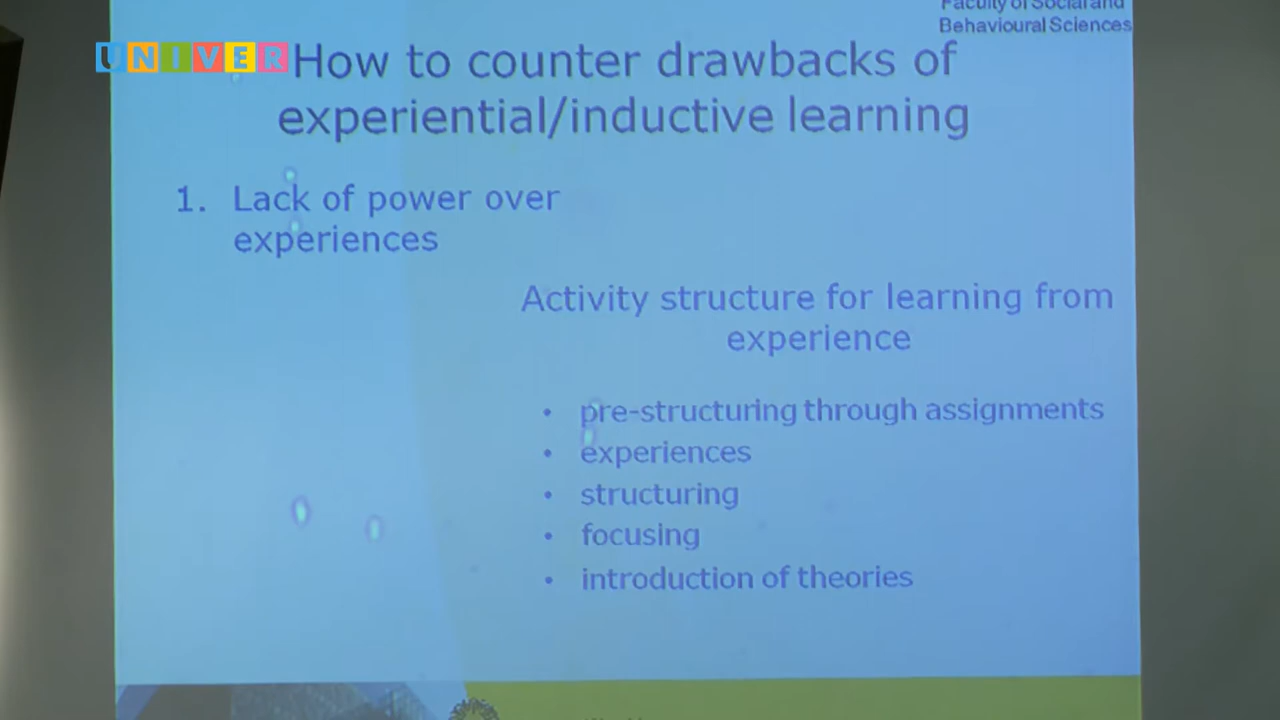 Faculty of Social and
Behavioural Sciences
UNIVER
How to counter drawbacks of
experiential/inductive learning
1. Lack of power over
experiences
Activity structure for learning from
experience
• pre-structuring through assignments
• experiences
• structuring
• focusing
• introduction of theories